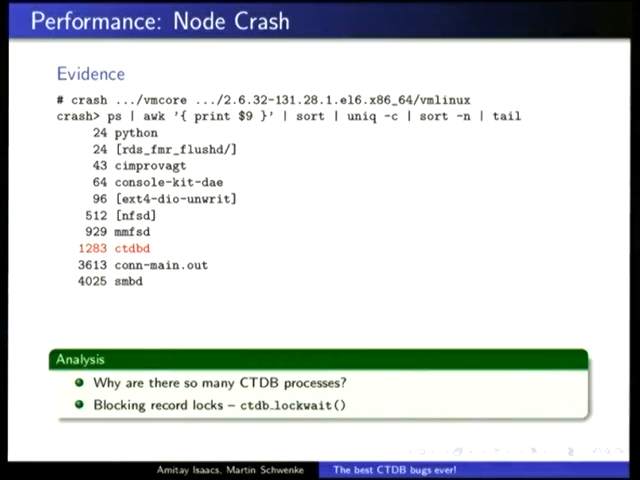 Performance: Node Crash
Evidence
# crash .../vmcore .../2.6.32-131.28.1.el6.x86_64/vmlinux
crash> ps | awk '{ print $9 }' | sort | uniq -c | sort -n | tail
24 python
24 [rds_fmr_flushd/]
43 cimprovagt
64 console-kit-dae
96 [ext4-dio-unwrit]
512 [nfsd]
929 mmfsd
1283 ctdbd
3613 conn-main.out
4025 smbd
Analysis
Why are there so many CTDB processes?
Blocking record locks – ctdb_lockwait()
Amitay Isaacs, Martin Schwenke
The best CTDB bugs ever!